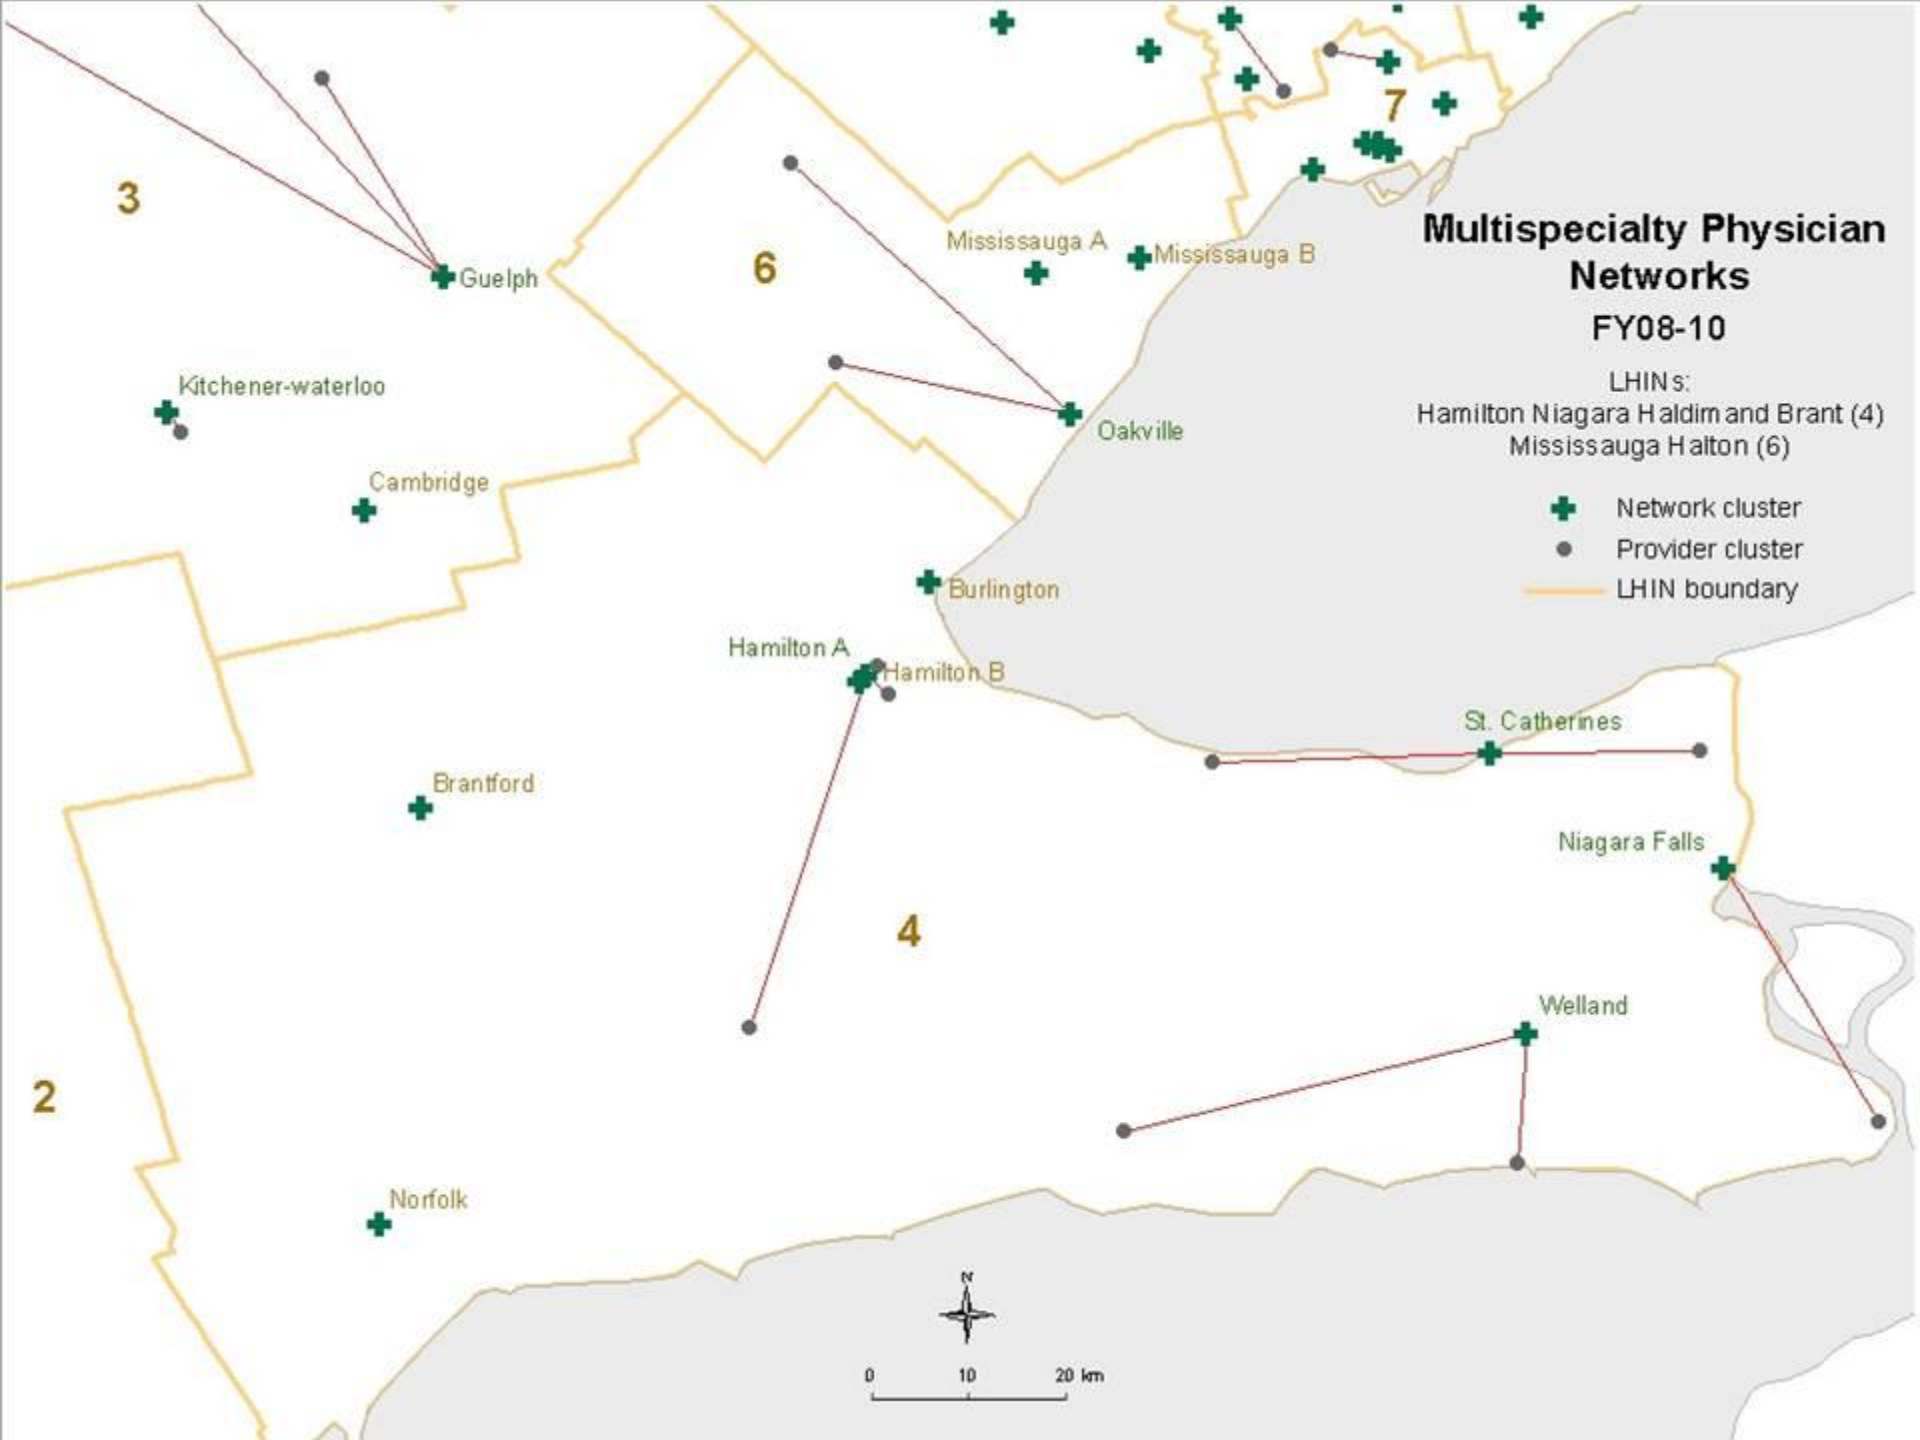 7
3
Multispecialty Physician
Networks
FY08-10
Mississauga A
Mississauga B
6
Guelph
LHINs:
Hamilton Niagara Haldimand Brant (4)
Mississauga Halton (6)
Kitchener-waterloo
Oakville
Cambridge
Network cluster
Provider cluster
LHIN boundary
Burlington
Hamilton A
Hamilton B
St. Catherines
Brantford
Niagara Falls
4
Welland
2
Norfolk
N
0 10 20 km